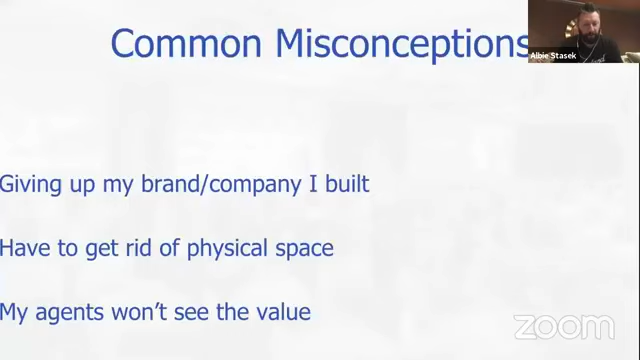 Common Misconceptions
Albie Stasek
Giving up my brand/company I built
Have to get rid of physical space
My agents won't see the value
zoom